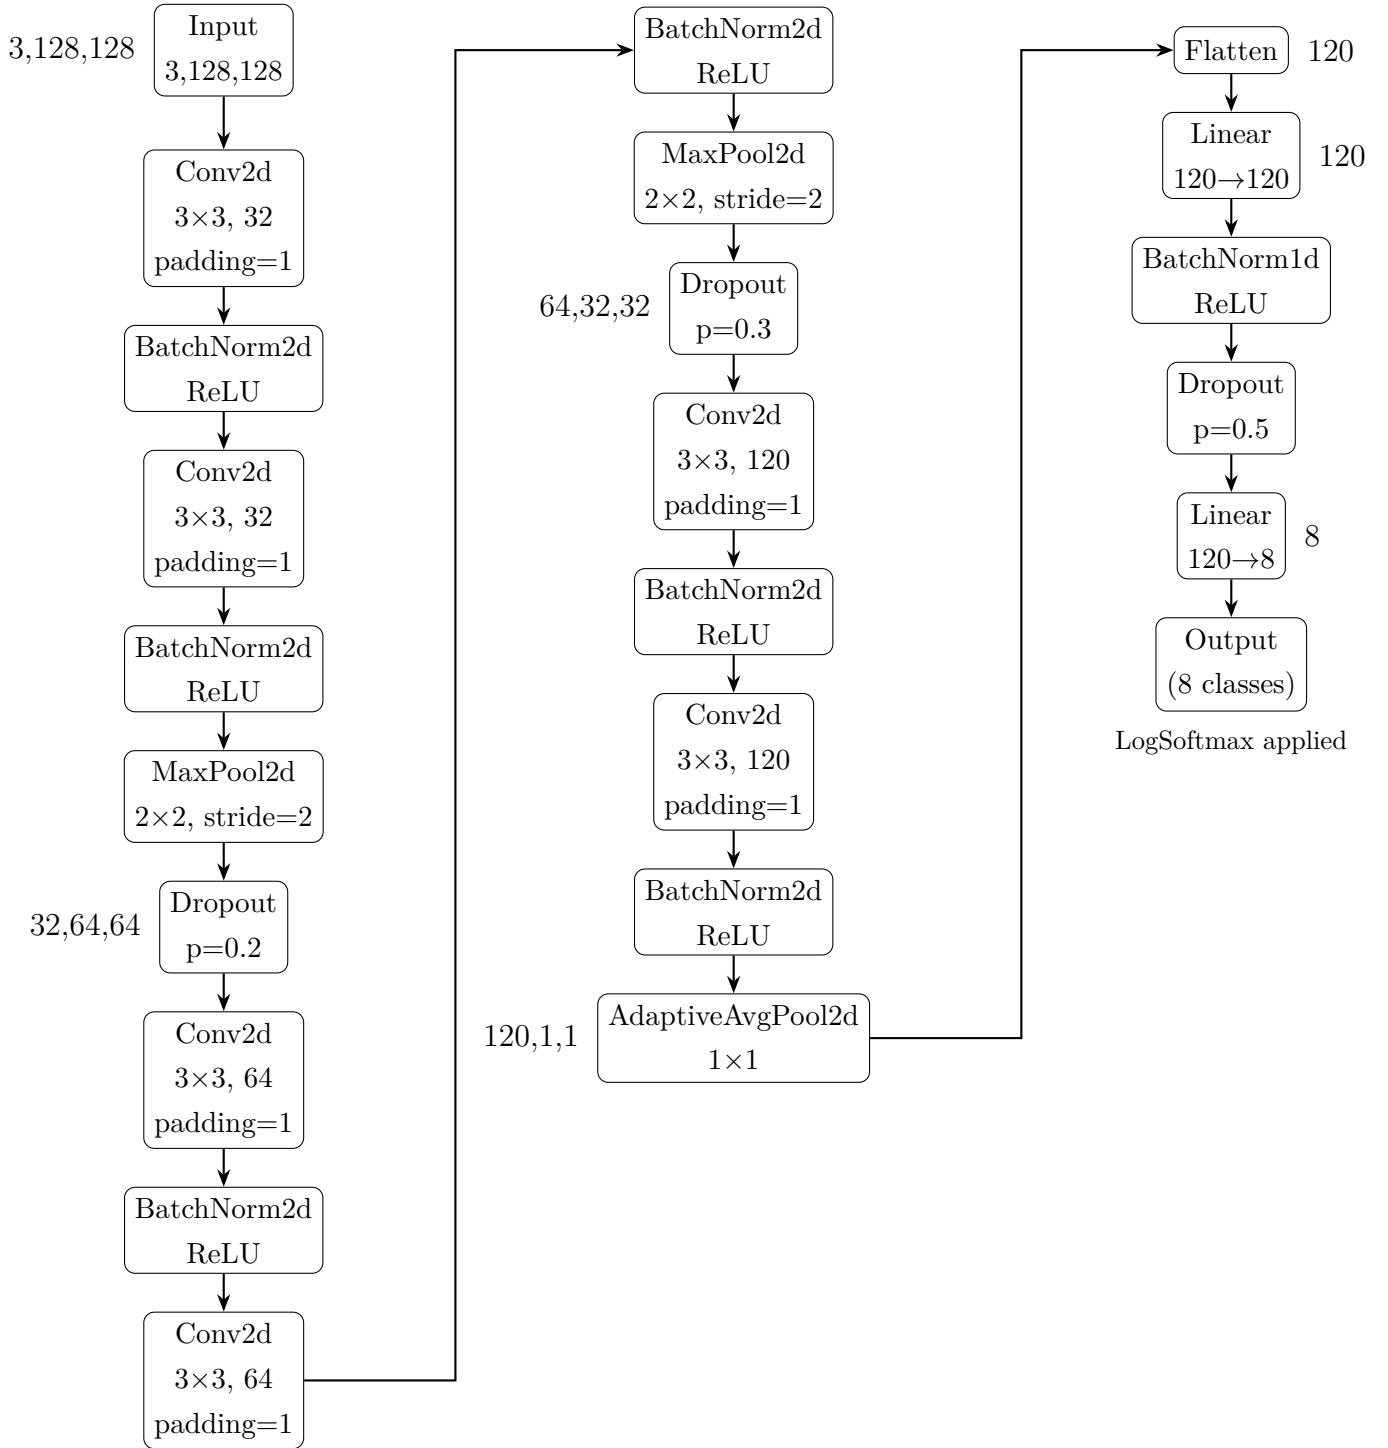 3,128,128
Input
3,128,128
Conv2d
3×3, 32
padding=1
BatchNorm2d
ReLU
Conv2d
3×3, 32
padding=1
BatchNorm2d
ReLU
MaxPool2d
2×2, stride=2
32,64,64
Dropout
p=0.2
Conv2d
3×3, 64
padding=1
BatchNorm2d
ReLU
Conv2d
3×3, 64
padding=1
BatchNorm2d
ReLU
MaxPool2d
2×2, stride=2
64,32,32
Dropout
p=0.3
Conv2d
3×3, 120
padding=1
BatchNorm2d
ReLU
Conv2d
3×3, 120
padding=1
BatchNorm2d
ReLU
120,1,1
AdaptiveAvgPool2d
1×1
Flatten
120
Linear
120→120
120
BatchNorm1d
ReLU
Dropout
p=0.5
Linear
120→8
8
Output
(8 classes)
LogSoftmax applied